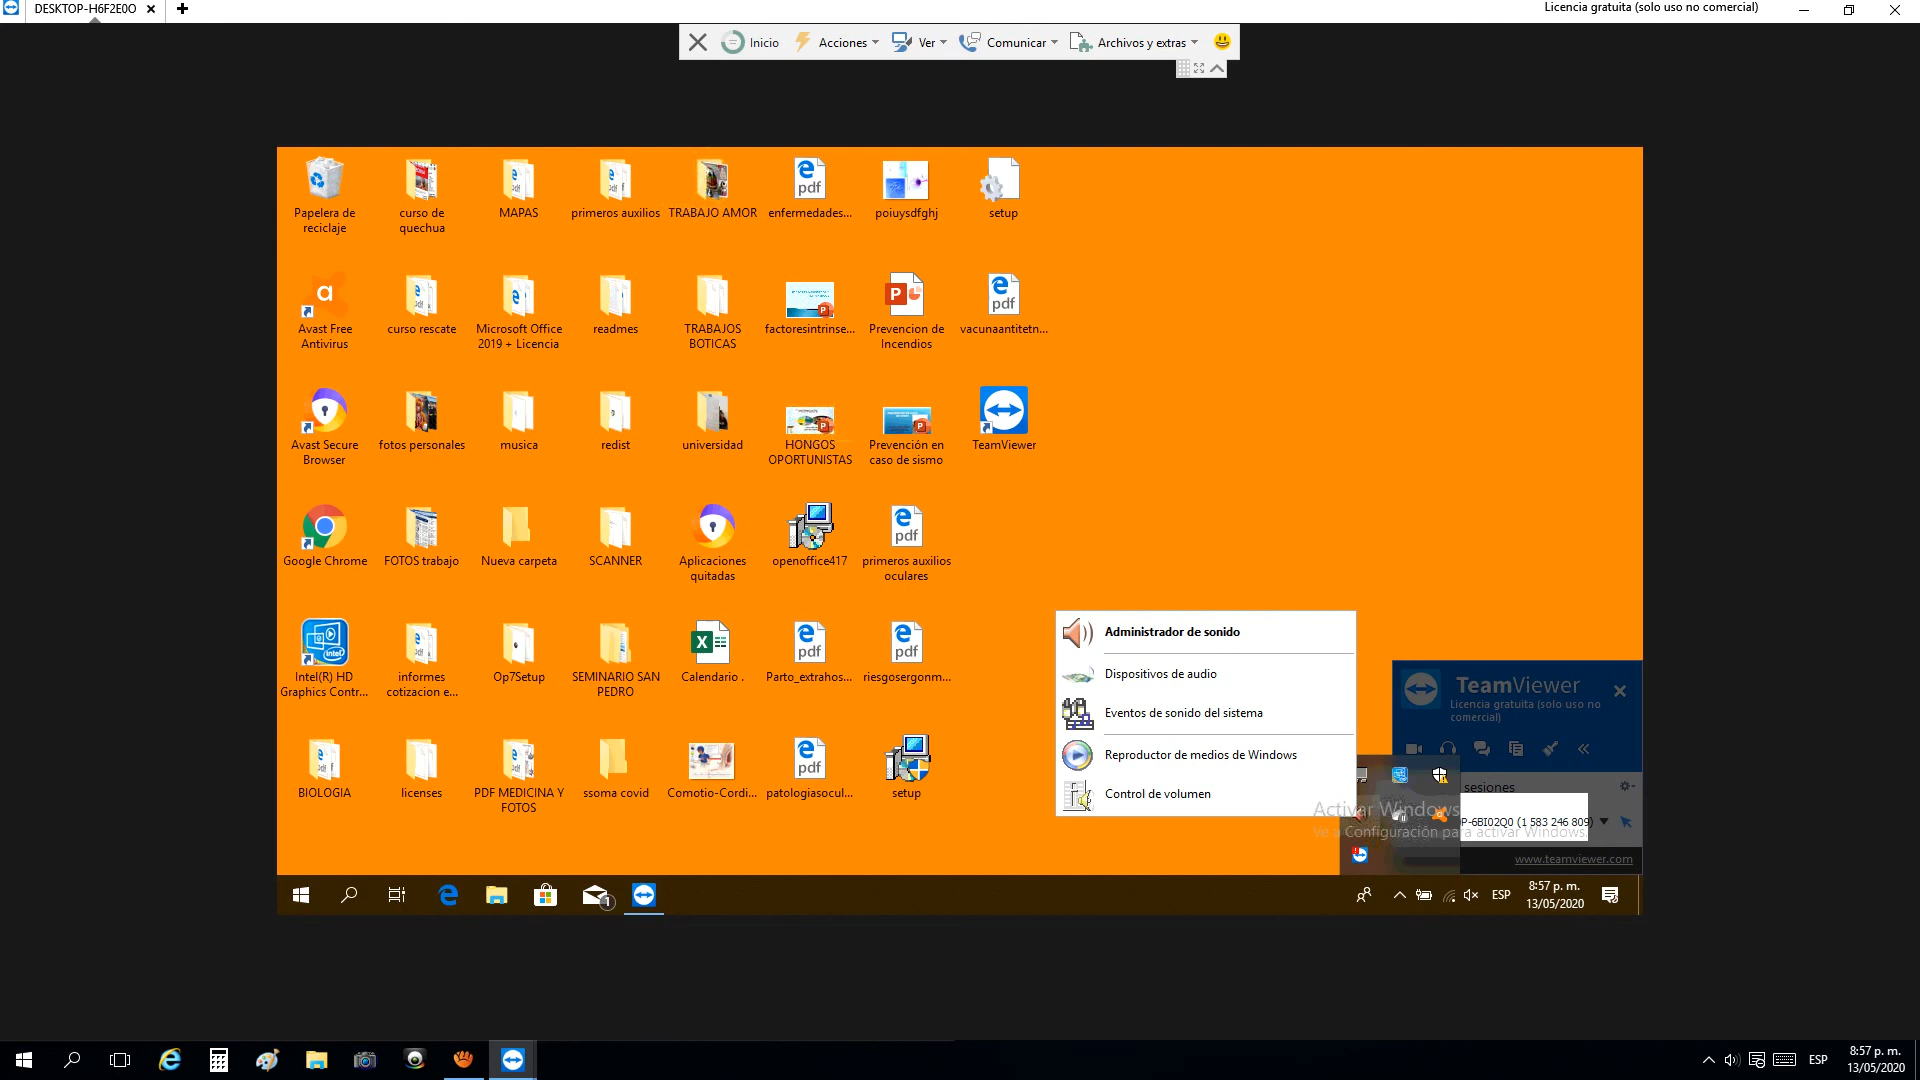 DESKTOP-H6F2E0O
Licencia gratuita (solo uso no comercial)
Inicio
Acciones
Ver
Comunicar
Archivos y extras
Papelera de
reciclaje
curso de
quechua
MAPAS
primeros auxilios
TRABAJO AMOR
enfermedades...
poiuysdfghj
setup
Avast Free
Antivirus
curso rescate
Microsoft Office
2019 + Licencia
readmes
TRABAJOS
BOTICAS
factoresintrinse...
Prevencion de
Incendios
vacunaantitetn...
Avast Secure
Browser
fotos personales
musica
redist
universidad
HONGOS
OPORTUNISTAS
Prevención en
caso de sismo
TeamViewer
Google Chrome
FOTOS trabajo
Nueva carpeta
SCANNER
Aplicaciones
quitadas
openoffice417
primeros auxilios
oculares
Intel(R) HD
Graphics Contr...
informes
cotizacion e...
Op7Setup
SEMINARIO SAN
PEDRO
Calendario .
Parto_extrahos...
riesgosergonm...
BIOLOGIA
licenses
PDF MEDICINA Y
FOTOS
ssoma covid
Comotio-Cordi...
patologiasocul...
setup
Administrador de sonido
Dispositivos de audio
Eventos de sonido del sistema
Reproductor de medios de Windows
Control de volumen
TeamViewer
Licencia gratuita (solo uso no
comercial)
sesiones
Activar Windows
P-6BI02Q0 (1 583 246 809)
Ve a Configuración para activar Windows.
www.teamviewer.com
1
ESP
8:57 p. m.
13/05/2020
ESP
8:57 p. m.
13/05/2020